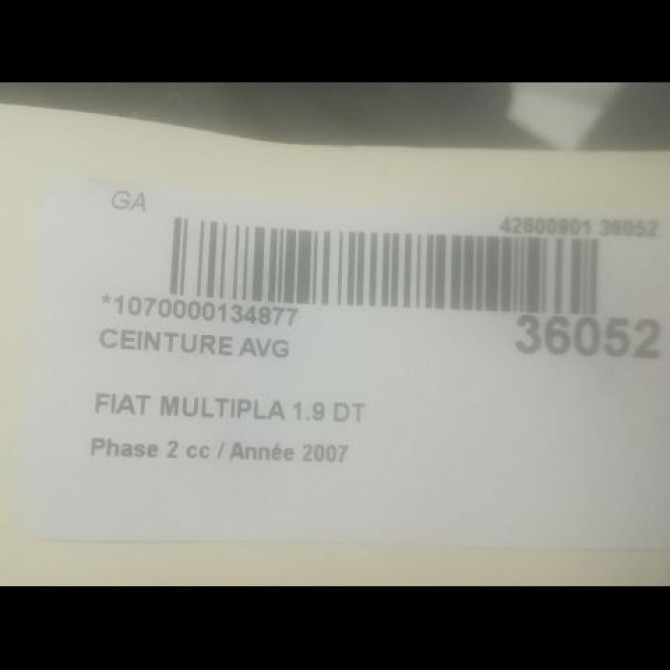 GA
42600901 36052
*1070000134877
36052
CEINTURE AVG
FIAT MULTIPLA 1.9 DT
Phase 2 cc / Année 2007